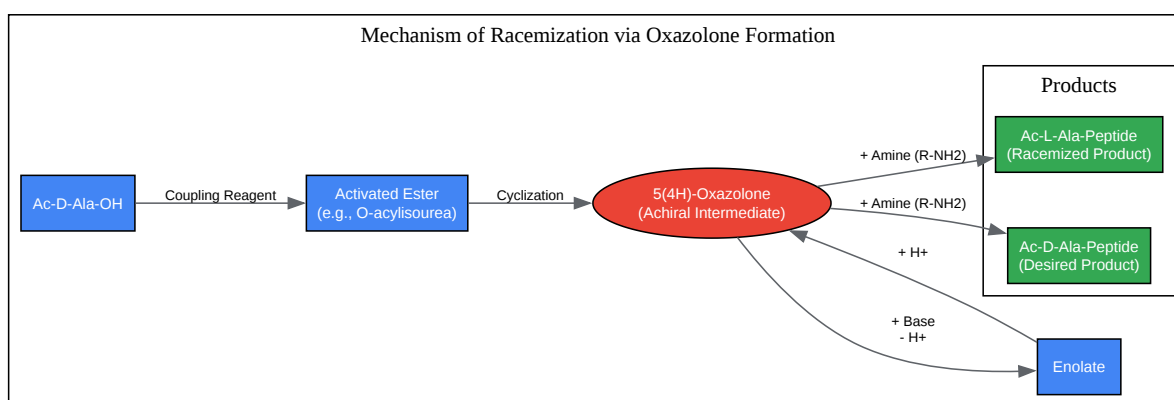 Mechanism of Racemization via Oxazolone Formation
Products
Ac-L-Ala-Peptide
(Racemized Product)
+ Amine (R-NH2)
Ac-D-Ala-OH
Coupling Reagent
Activated Ester
(e.g., O-acylisourea)
Cyclization
5(4H)-Oxazolone
(Achiral Intermediate)
+ Amine (R-NH2)
Ac-D-Ala-Peptide
(Desired Product)
+ H+
+ Base
- H+
Enolate